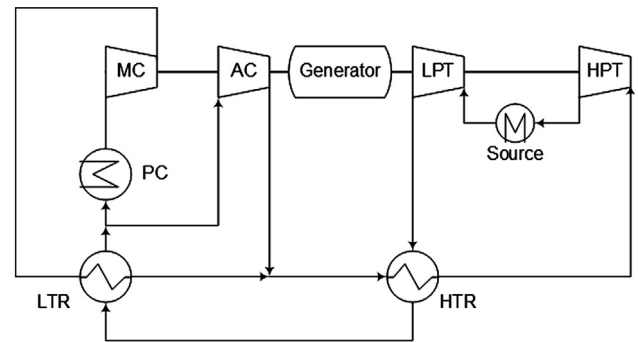 MC
AC
Generator
LPT
HPT
Source
PC
LTR
HTR